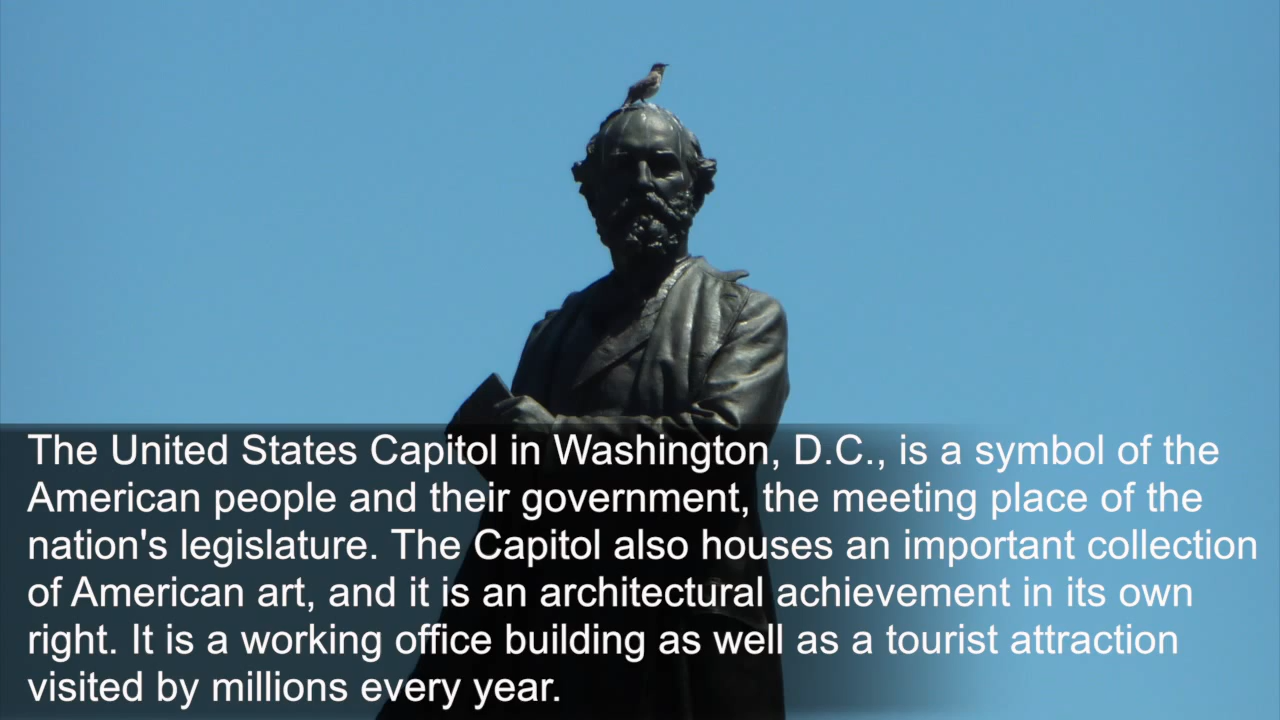 The United States Capitol in Washington, D.C., is a symbol of the
American people and their government, the meeting place of the
nation's legislature. The Capitol also houses an important collection
of American art, and it is an architectural achievement in its own
right. It is a working office building as well as a tourist attraction
visited by millions every year.